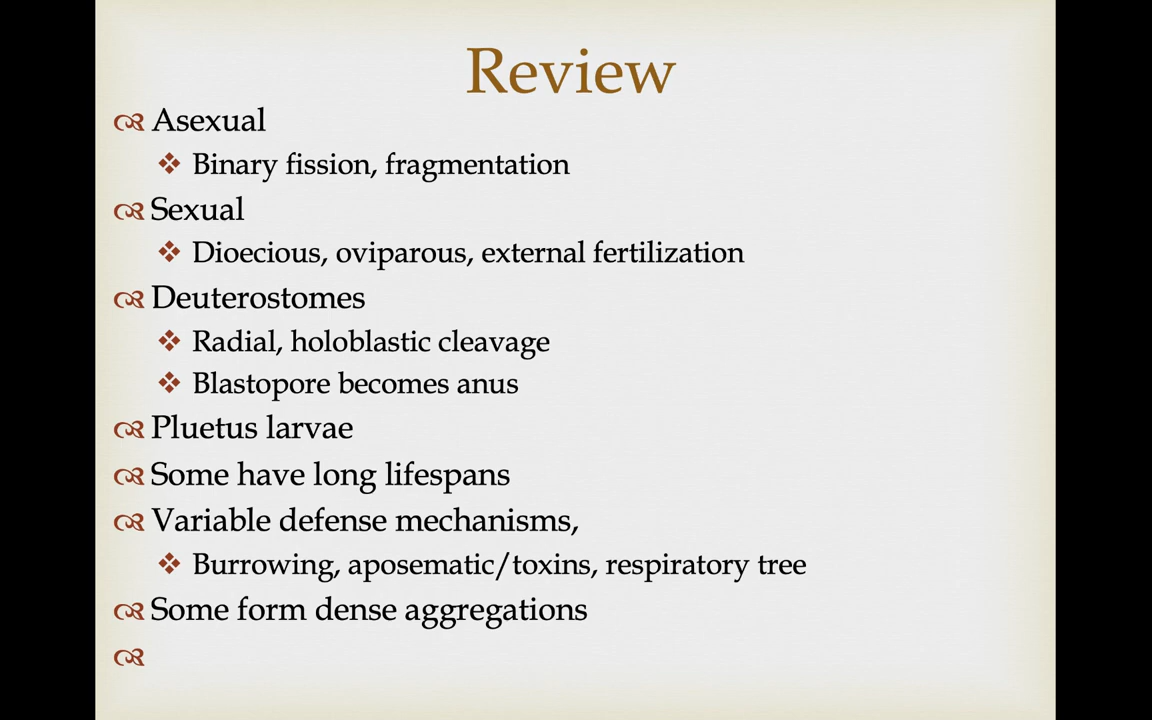 Review
Asexual
Binary fission, fragmentation
Sexual
Dioecious, oviparous, external fertilization
Deuterostomes
Radial, holoblastic cleavage
Blastopore becomes anus
Pluetus larvae
Some have long lifespans
Variable defense mechanisms,
Burrowing, aposematic/toxins, respiratory tree
Some form dense aggregations